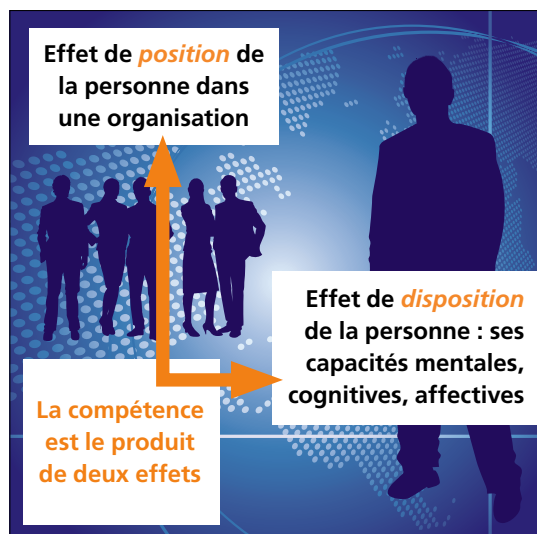 Effet de position de
la personne dans
une organisation
Effet de disposition
de la personne : ses
capacités mentales,
cognitives, affectives
La compétence
est le produit
de deux effets